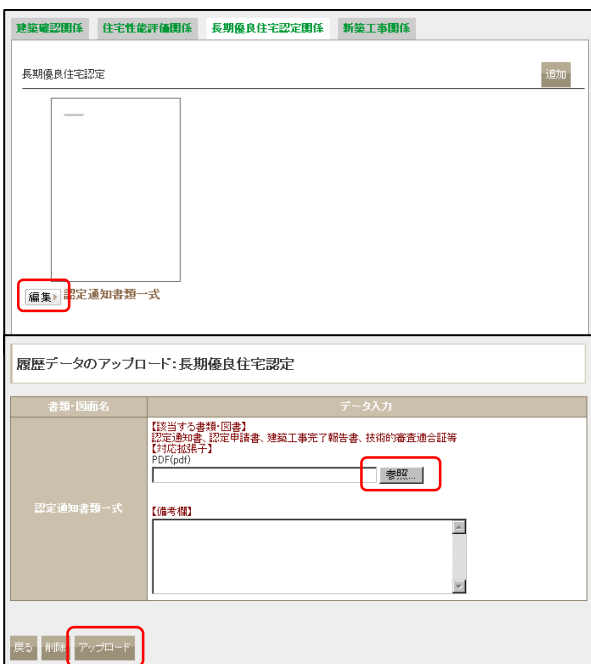 建築確認関係 住宅性能評価関係 長期優良住宅認定関係 新築工事関係
長期優良住宅認定 追加
編集 認定通知書類一式
履歴データのアップロード:長期優良住宅認定
書類・図面名 データ入力
【該当する書類・図書】
認定通知書、認定申請書、建築工事完了報告書、技術的審査適合証等
【対応拡張子】
PDF(pdf)
参照...
認定通知書類一式
【備考欄】
戻る 削除 アップロード